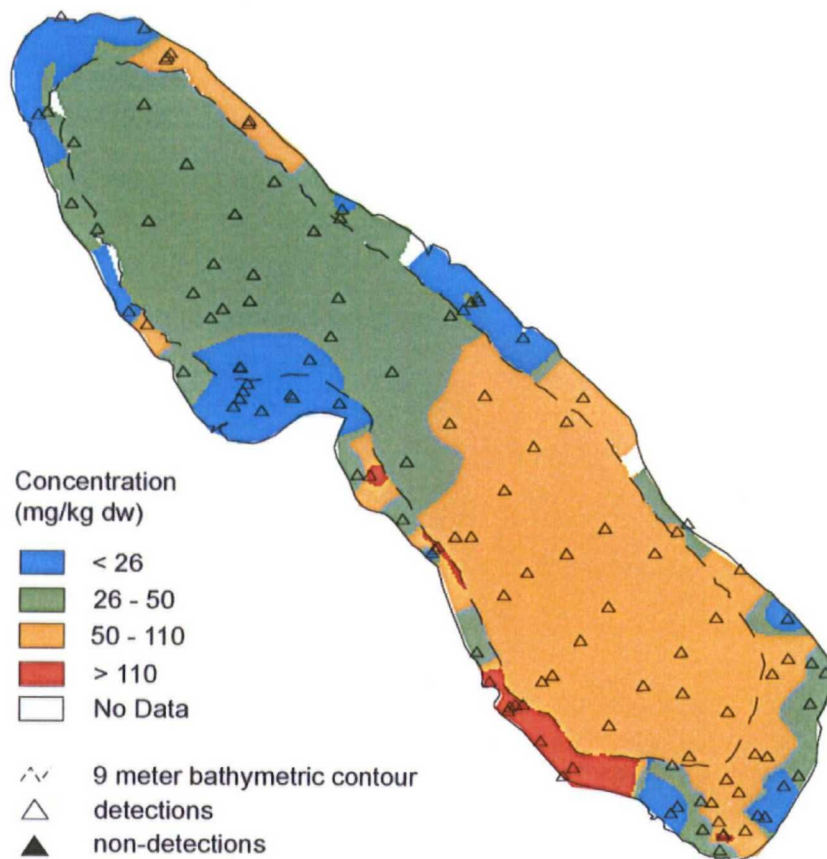 Concentration
(mg/kg dw)
< 26
26 - 50
50 - 110
> 110
No Data
9 meter bathymetric contour
detections
non-detections